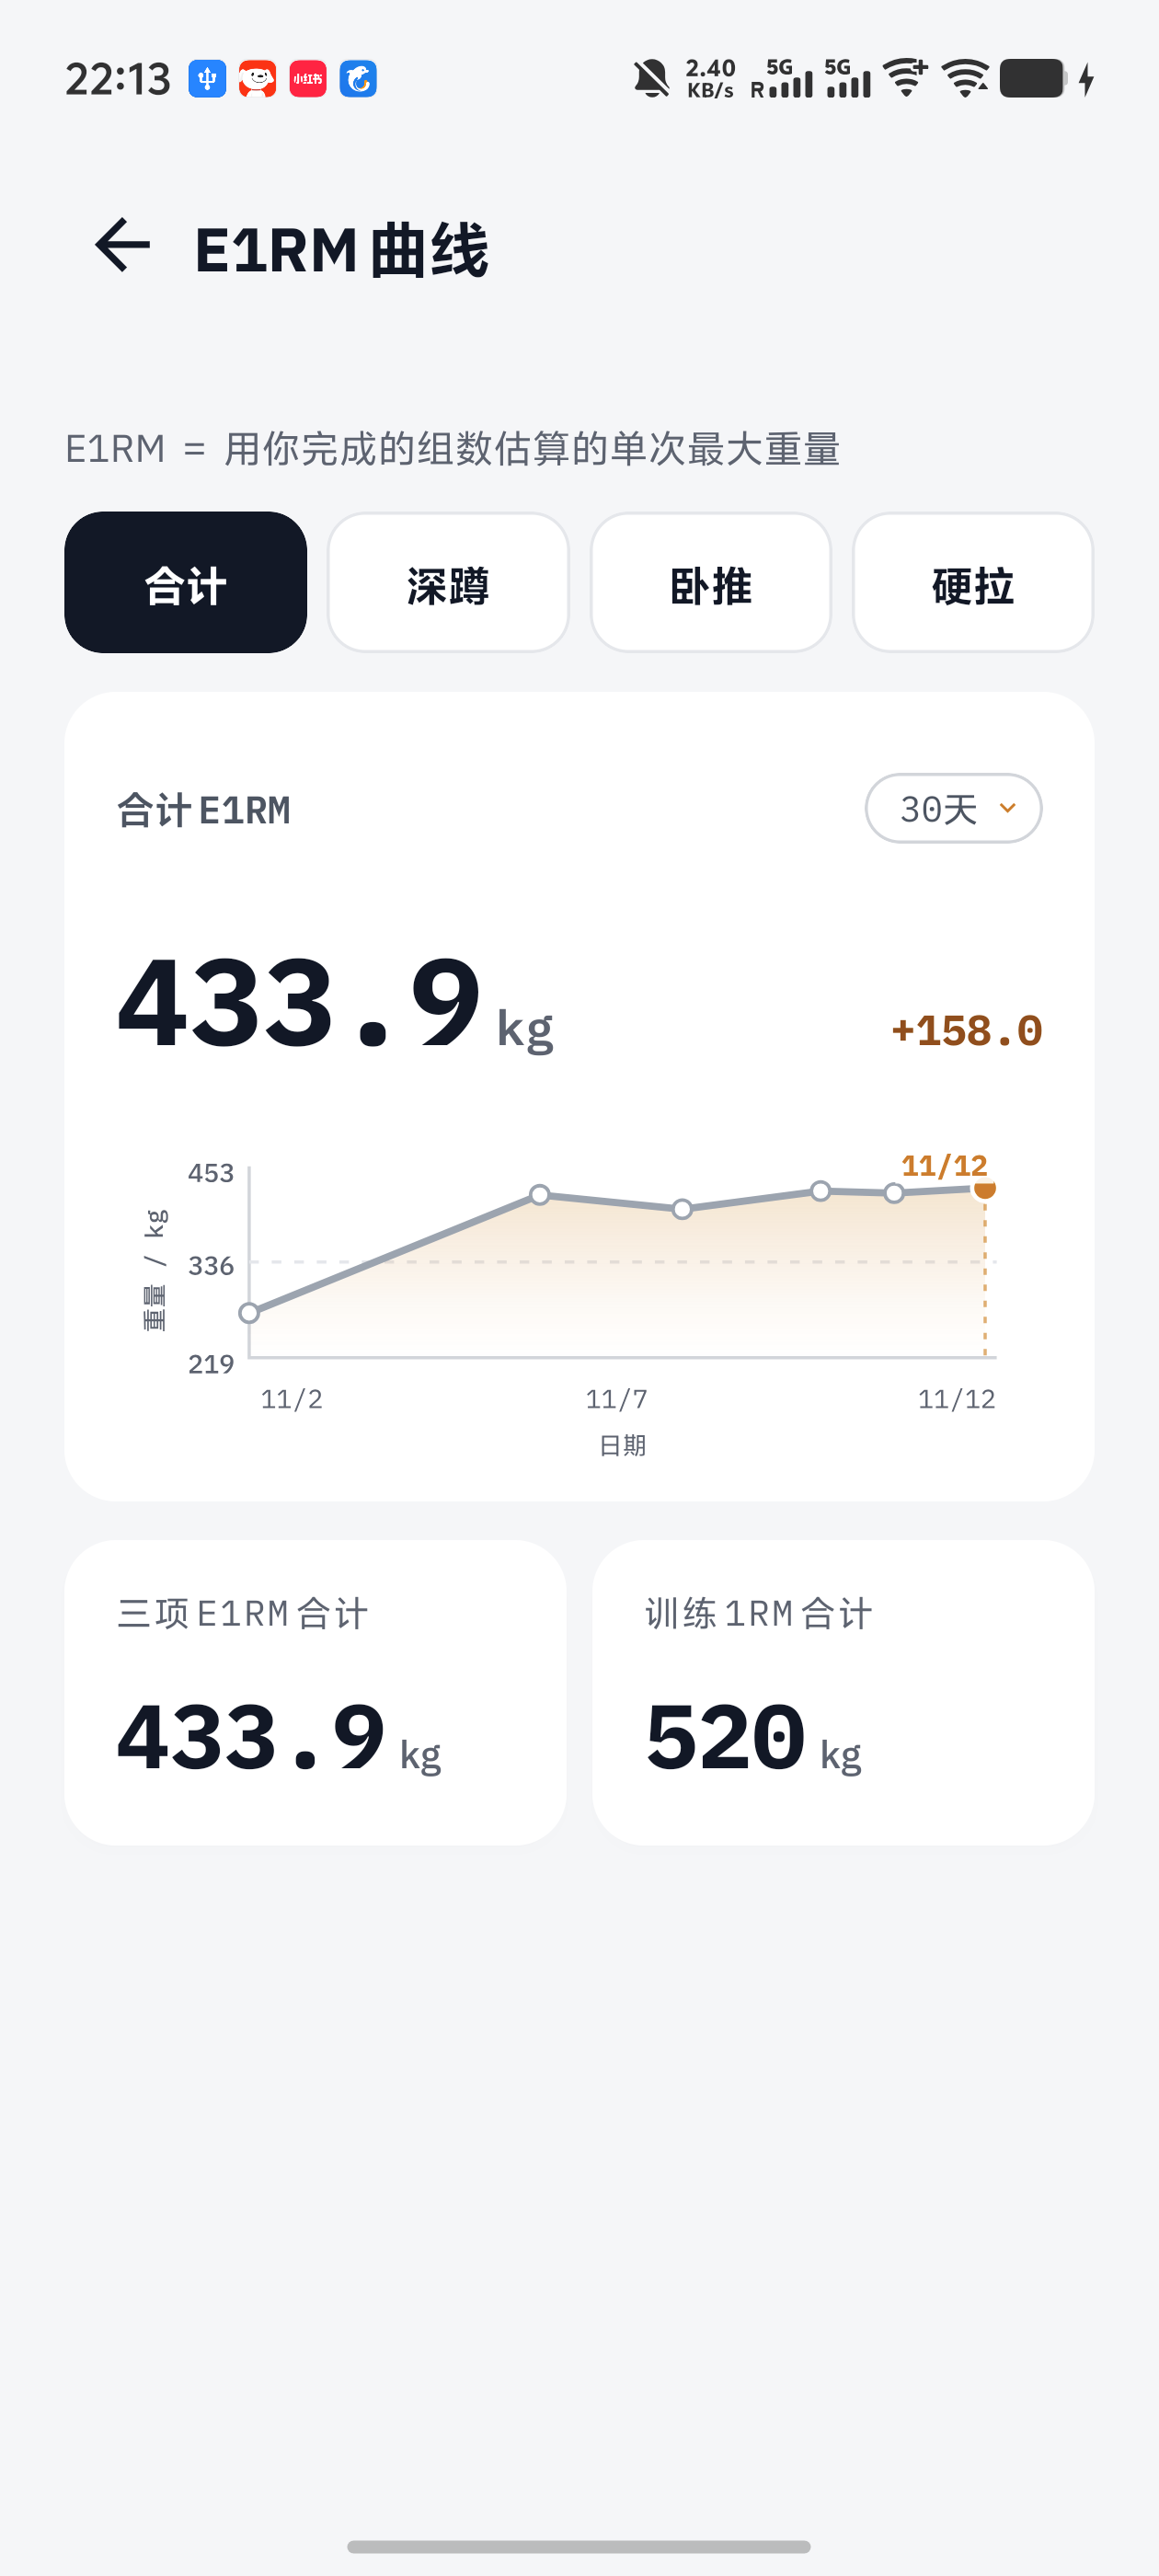 22:13 小红书 2.40 KB/s R 5G 5G
E1RM 曲线
E1RM = 用你完成的组数估算的单次最大重量
合计 深蹲 卧推 硬拉
合计 E1RM 30天
433.9 kg +158.0
11/12
453
336
219
重量 / kg
11/2 11/7 11/12
日期
三项 E1RM 合计
433.9 kg
训练 1RM 合计
520 kg